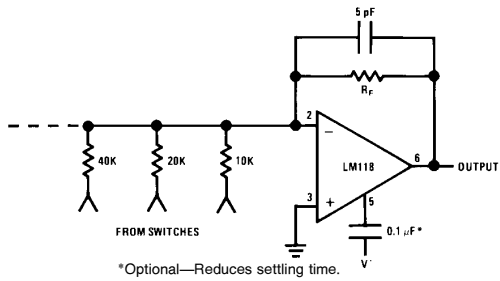 5 pF
R_F
2
–
40K
20K
10K
LM118
6
OUTPUT
3
+
5
FROM SWITCHES
0.1 μF*
V⁻
*Optional—Reduces settling time.